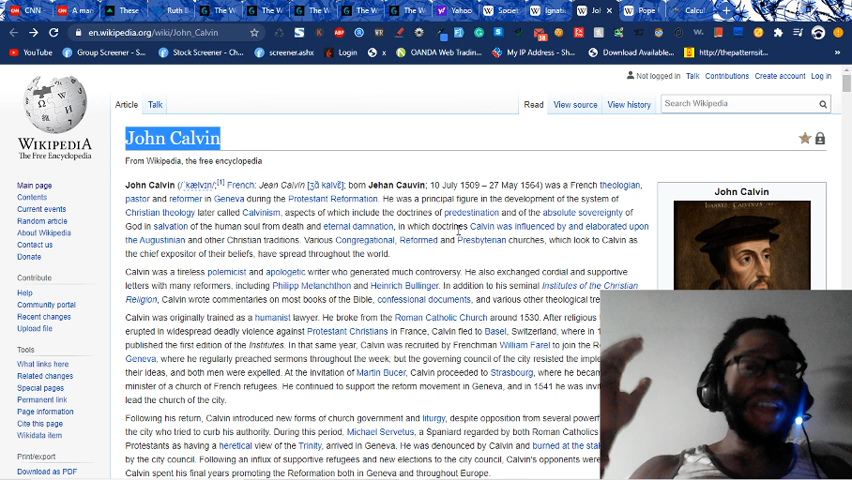 CNN
A man
These
Ruth B
The W
The W
The W
The W
The W
Yahoo
Spciet
Ignati
Joh
Pope
Calcu
en.wikipedia.org/wiki/John_Calvin
YouTube
Group Screener - St...
Stock Screener - Ch...
screener.ashx
Login
x
OANDA Web Tradin...
My IP Address - Sh...
Download Available...
http://thepatternsit...
Not logged in Talk Contributions Create account Log in
Article Talk
Read View source View history
Search Wikipedia
WIKIPEDIA
The Free Encyclopedia
Main page
Contents
Current events
Random article
About Wikipedia
Contact us
Donate
Contribute
Help
Community portal
Recent changes
Upload file
Tools
What links here
Related changes
Special pages
Permanent link
Page information
Cite this page
Wikidata item
Print/export
Download as PDF
John Calvin
From Wikipedia, the free encyclopedia
John Calvin (/ˈkælvɪn/;[1] French: Jean Calvin [ʒɑ̃ kalvɛ̃]; born Jehan Cauvin; 10 July 1509 – 27 May 1564) was a French theologian,
pastor and reformer in Geneva during the Protestant Reformation. He was a principal figure in the development of the system of
Christian theology later called Calvinism, aspects of which include the doctrines of predestination and of the absolute sovereignty of
God in salvation of the human soul from death and eternal damnation, in which doctrines Calvin was influenced by and elaborated upon
the Augustinian and other Christian traditions. Various Congregational, Reformed and Presbyterian churches, which look to Calvin as
the chief expositor of their beliefs, have spread throughout the world.
Calvin was a tireless polemicist and apologetic writer who generated much controversy. He also exchanged cordial and supportive
letters with many reformers, including Philipp Melanchthon and Heinrich Bullinger. In addition to his seminal Institutes of the Christian
Religion, Calvin wrote commentaries on most books of the Bible, confessional documents, and various other theological tre
Calvin was originally trained as a humanist lawyer. He broke from the Roman Catholic Church around 1530. After religious
erupted in widespread deadly violence against Protestant Christians in France, Calvin fled to Basel, Switzerland, where in 1
published the first edition of the Institutes. In that same year, Calvin was recruited by Frenchman William Farel to join the R
Geneva, where he regularly preached sermons throughout the week; but the governing council of the city resisted the imple
their ideas, and both men were expelled. At the invitation of Martin Bucer, Calvin proceeded to Strasbourg, where he becam
minister of a church of French refugees. He continued to support the reform movement in Geneva, and in 1541 he was invi
lead the church of the city.
Following his return, Calvin introduced new forms of church government and liturgy, despite opposition from several powerf
the city who tried to curb his authority. During this period, Michael Servetus, a Spaniard regarded by both Roman Catholics
Protestants as having a heretical view of the Trinity, arrived in Geneva. He was denounced by Calvin and burned at the stak
by the city council. Following an influx of supportive refugees and new elections to the city council, Calvin's opponents were
Calvin spent his final years promoting the Reformation both in Geneva and throughout Europe.
John Calvin